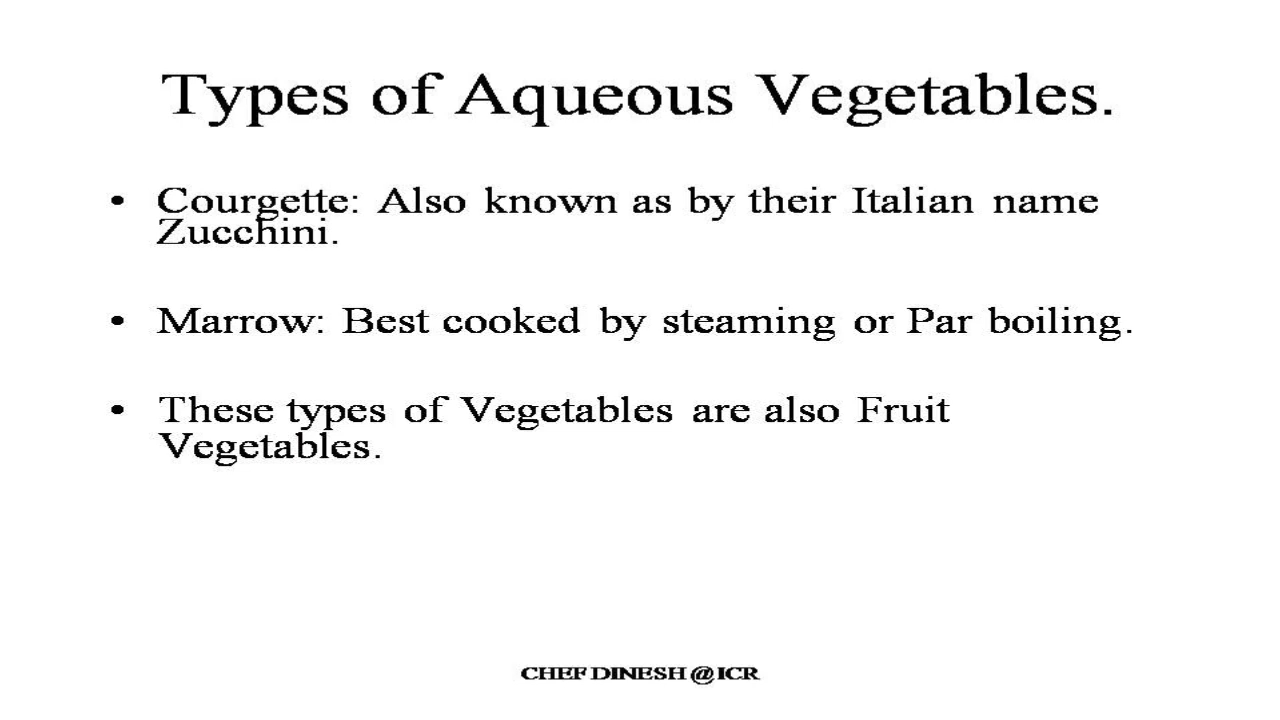 Types of Aqueous Vegetables.
• Courgette: Also known as by their Italian name
Zucchini.
• Marrow: Best cooked by steaming or Par boiling.
• These types of Vegetables are also Fruit
Vegetables.
CHEF DINESH @ ICR